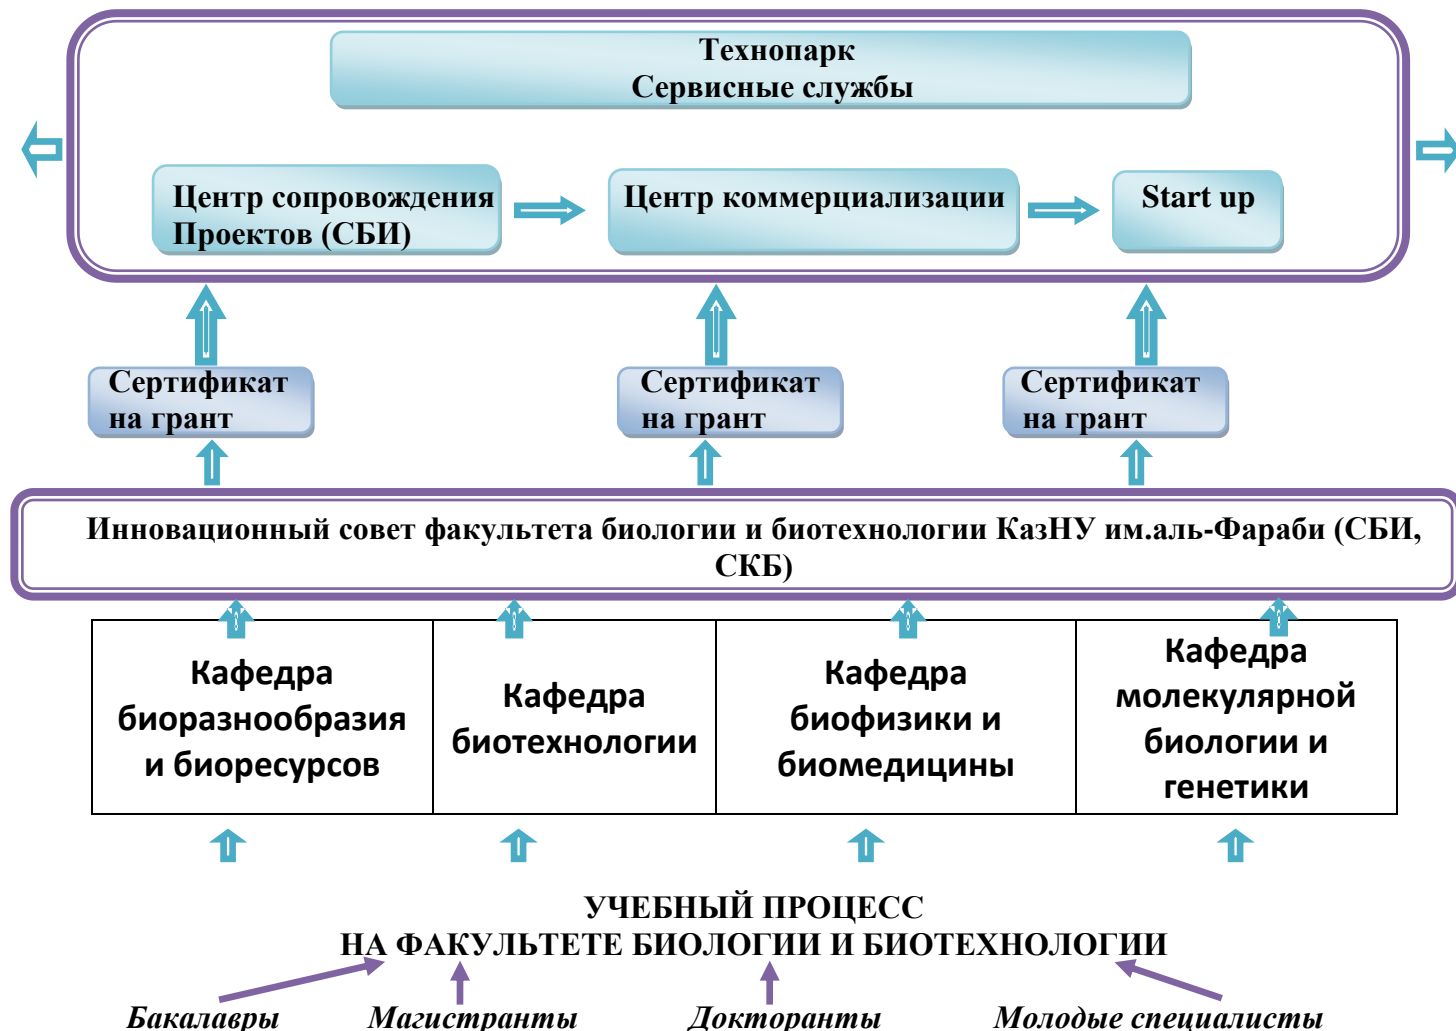 Технопарк
Сервисные службы
Центр сопровождения
Проектов (СБИ)
Центр коммерциализации
Start up
Сертификат
на грант
Сертификат
на грант
Сертификат
на грант
Инновационный совет факультета биологии и биотехнологии КазНУ им.аль-Фараби (СБИ,
СКБ)
Кафедра
биоразнообразия
и биоресурсов
Кафедра
биотехнологии
Кафедра
биофизики и
биомедицины
Кафедра
молекулярной
биологии и
генетики
УЧЕБНЫЙ ПРОЦЕСС
НА ФАКУЛЬТЕТЕ БИОЛОГИИ И БИОТЕХНОЛОГИИ
Бакалавры
Магистранты
Докторанты
Молодые специалисты